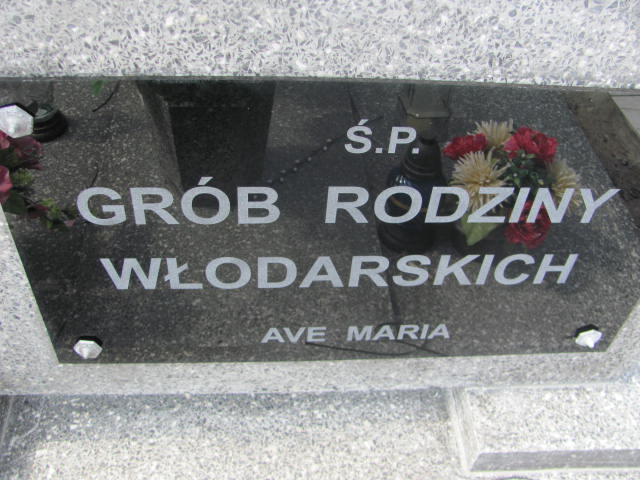 Ś.P.
GRÓB RODZINY
WŁODARSKICH
AVE MARIA